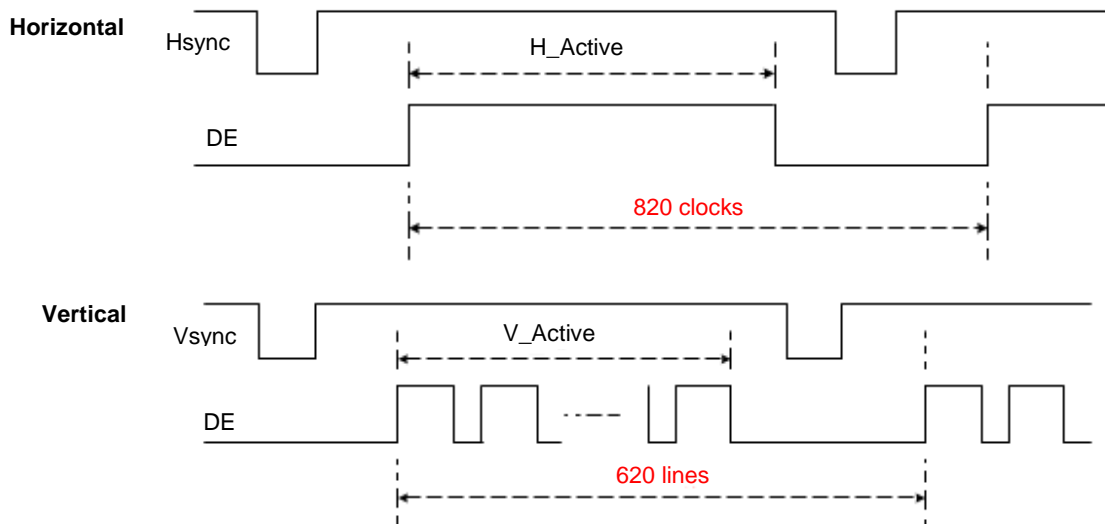 Horizontal
Hsync
H_Active
DE
820 clocks
Vertical
Vsync
V_Active
DE
620 lines